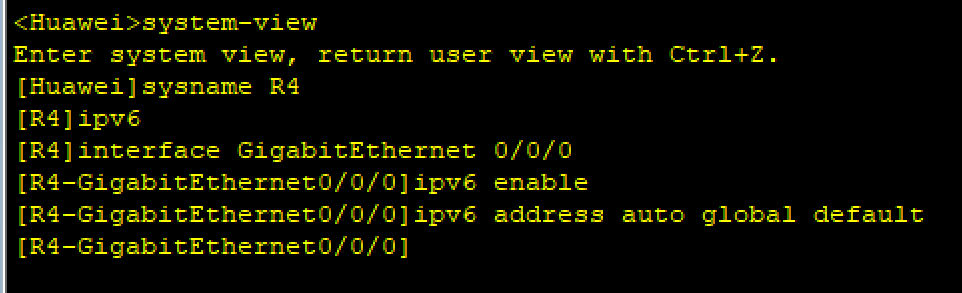 <Huawei>system-view
Enter system view, return user view with Ctrl+Z.
[Huawei]sysname R4
[R4]ipv6
[R4]interface GigabitEthernet 0/0/0
[R4-GigabitEthernet0/0/0]ipv6 enable
[R4-GigabitEthernet0/0/0]ipv6 address auto global default
[R4-GigabitEthernet0/0/0]